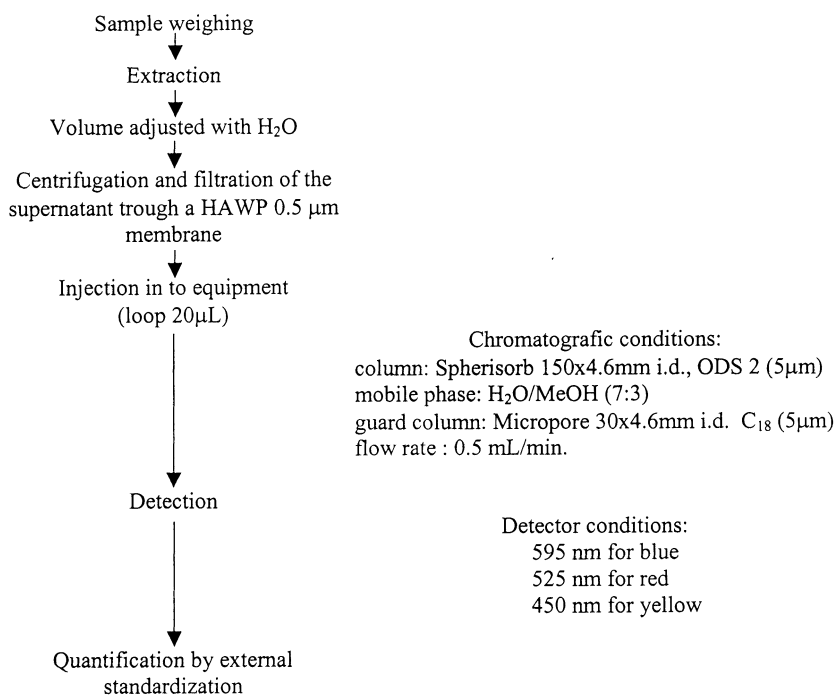 Sample weighing
Extraction
Volume adjusted with H₂O
Centrifugation and filtration of the
supernatant trough a HAWP 0.5 µm
membrane
Injection in to equipment
(loop 20µL)
Chromatografic conditions:
column: Spherisorb 150x4.6mm i.d., ODS 2 (5µm)
mobile phase: H₂O/MeOH (7:3)
guard column: Micropore 30x4.6mm i.d. C₁₈ (5µm)
flow rate : 0.5 mL/min.
Detection
Detector conditions:
595 nm for blue
525 nm for red
450 nm for yellow
Quantification by external
standardization